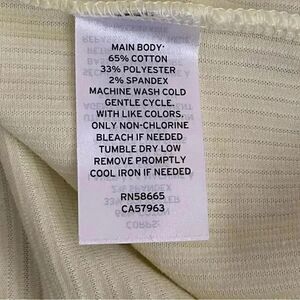 MAIN BODY:
65% COTTON
33% POLYESTER
2% SPANDEX
MACHINE WASH COLD
GENTLE CYCLE.
WITH LIKE COLORS.
ONLY NON-CHLORINE
BLEACH IF NEEDED
TUMBLE DRY LOW
REMOVE PROMPTLY
COOL IRON IF NEEDED
RN58665
CA57963